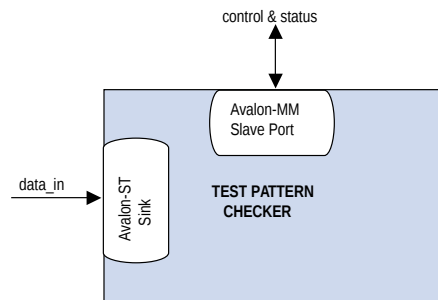 control & status
Avalon-MM
Slave Port
data_in
Avalon-ST
Sink
TEST PATTERN
CHECKER